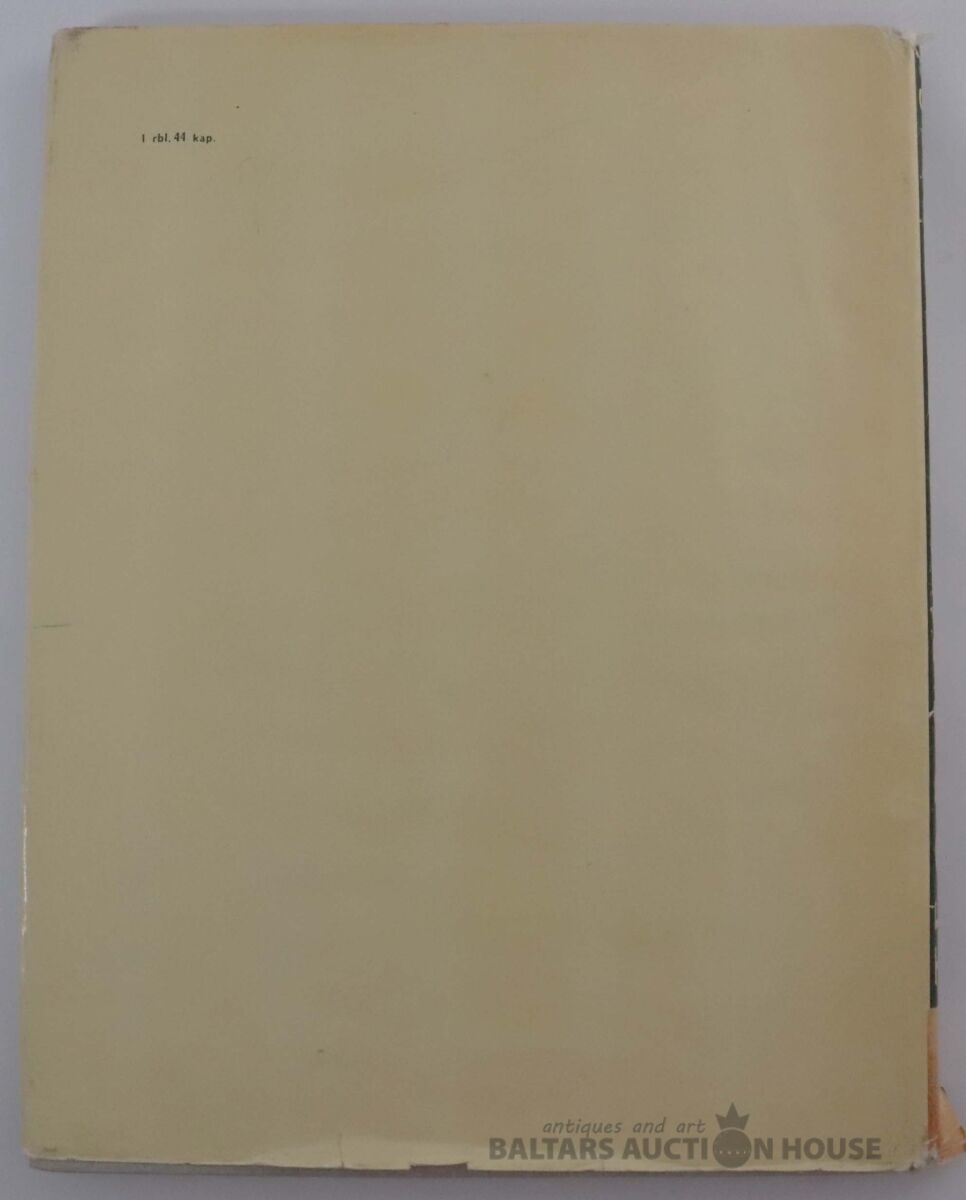 1 rbl. 44 kap.
antiques and art
BALTARS AUCTION HOUSE